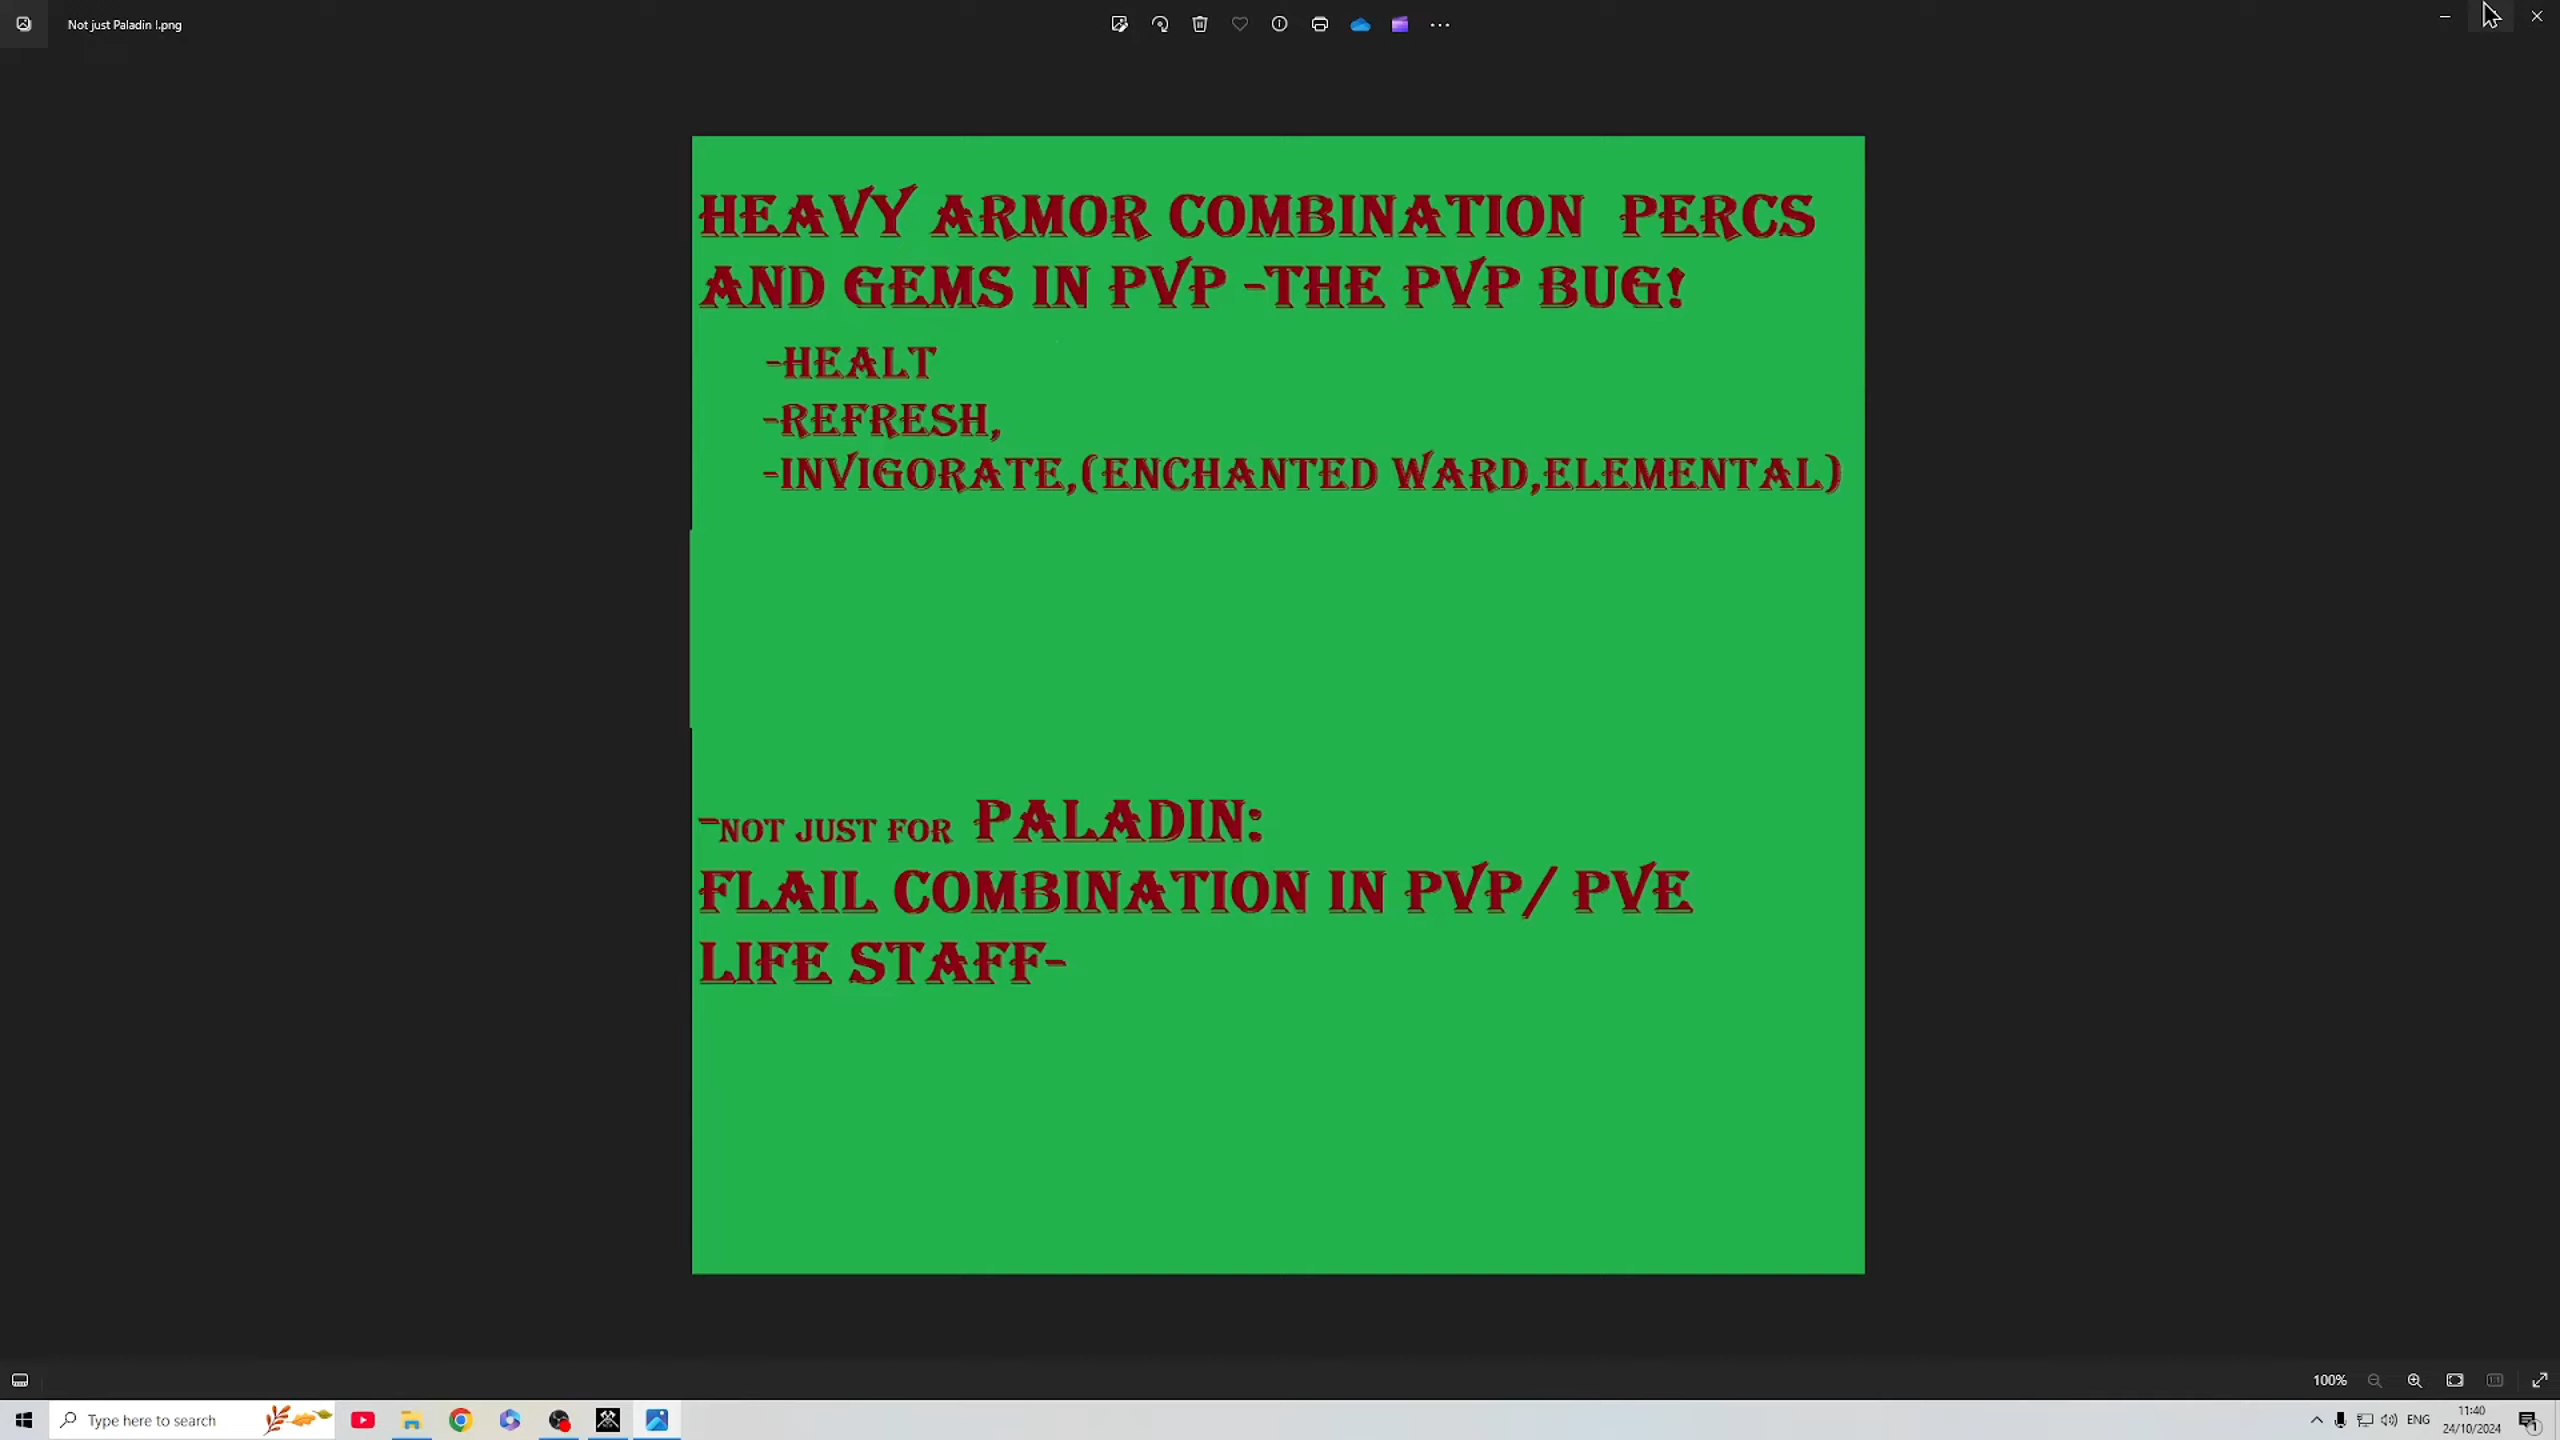 Not just Paladin !.png
HEAVY ARMOR COMBINATION PERCS
AND GEMS IN PVP -THE PVP BUG!
-HEALT
-REFRESH,
-INVIGORATE,(ENCHANTED WARD,ELEMENTAL)
-NOT JUST FOR PALADIN:
FLAIL COMBINATION IN PVP/ PVE
LIFE STAFF-
100%
Type here to search
ENG
11:40
24/10/2024
1